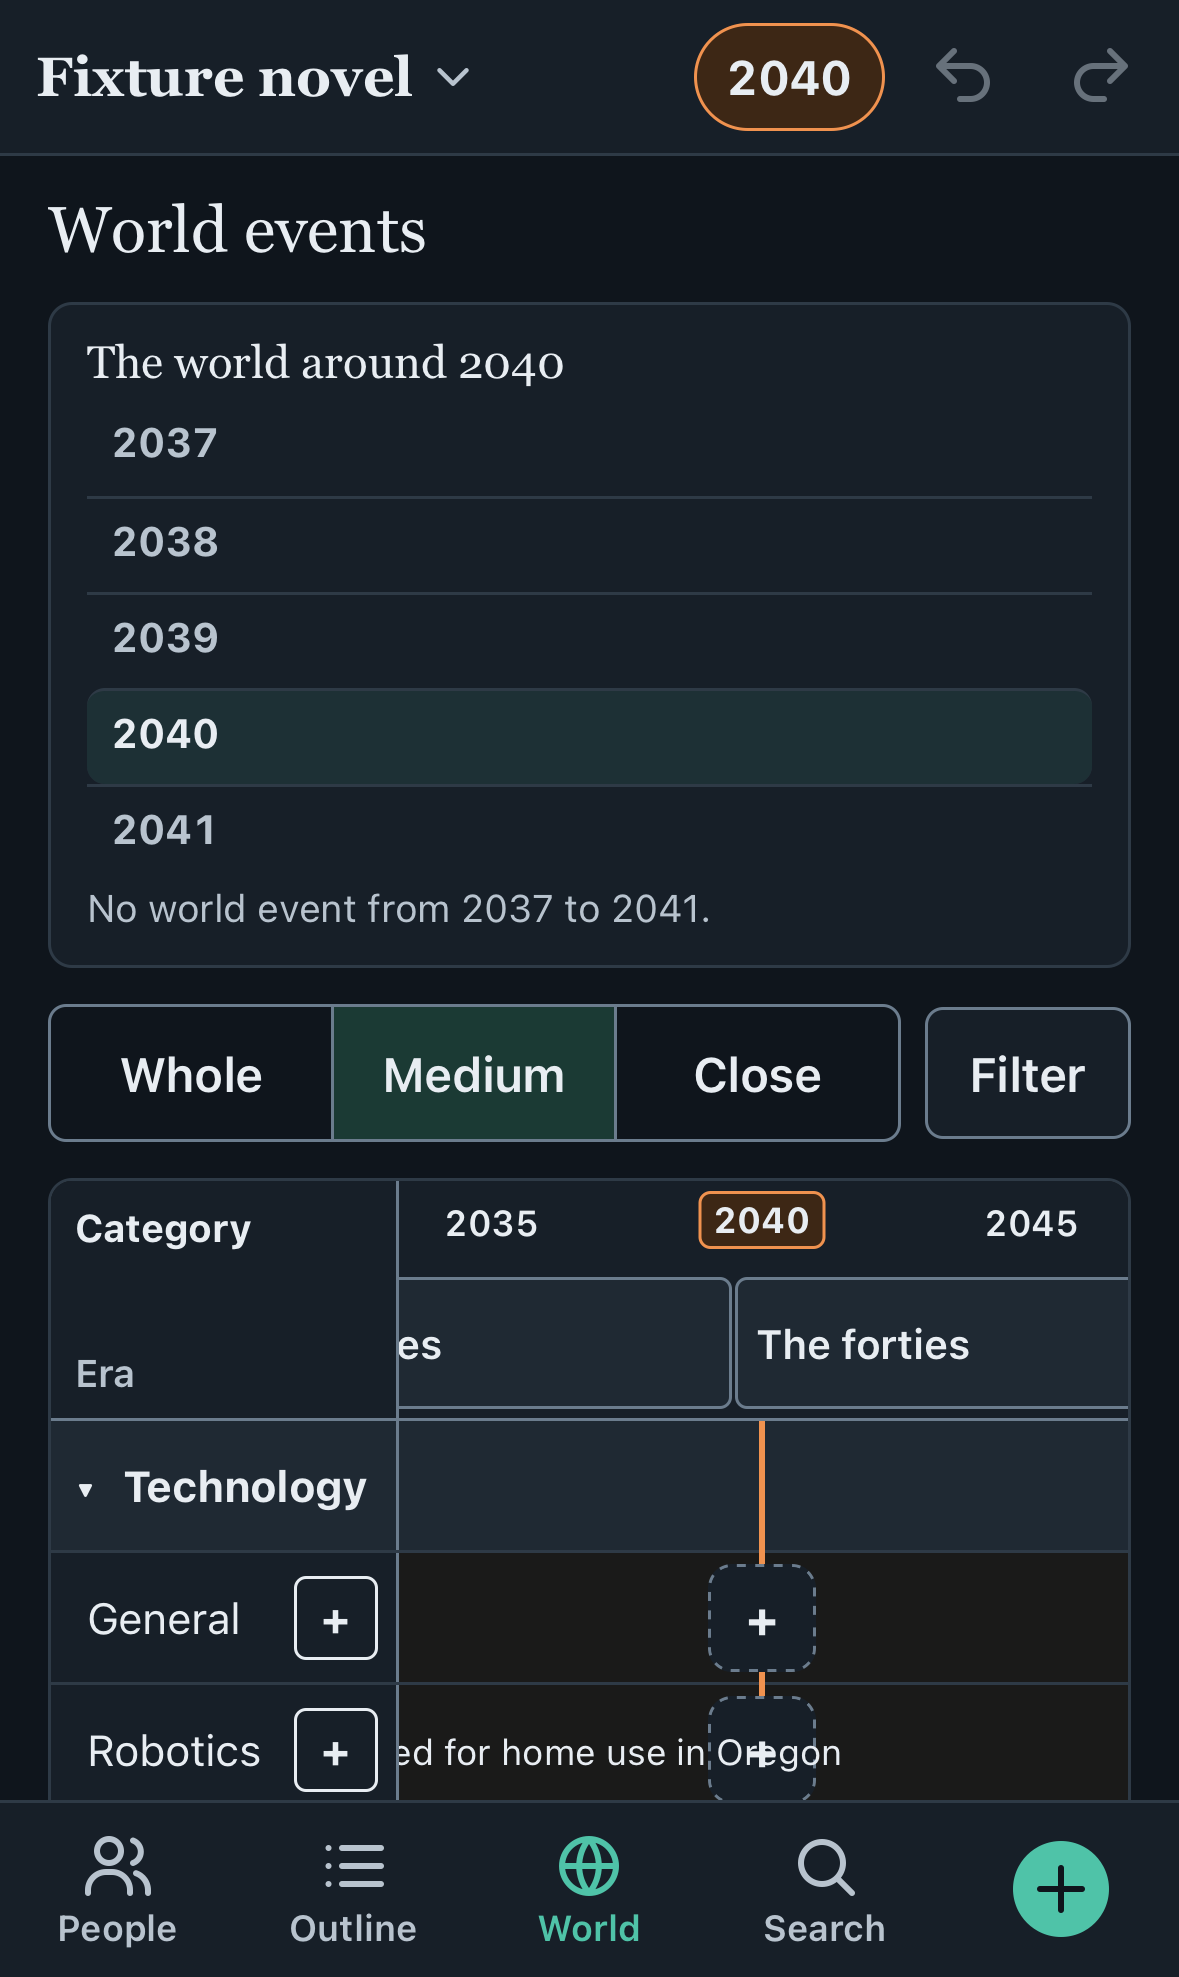 Fixture novel
2040
World events
The world around 2040
2037
2038
2039
2040
2041
No world event from 2037 to 2041.
Whole Medium Close Filter
Category 2035 2040 2045
Era es The forties
Technology
General + +
Robotics + ed for home use in Oregon +
People Outline World Search